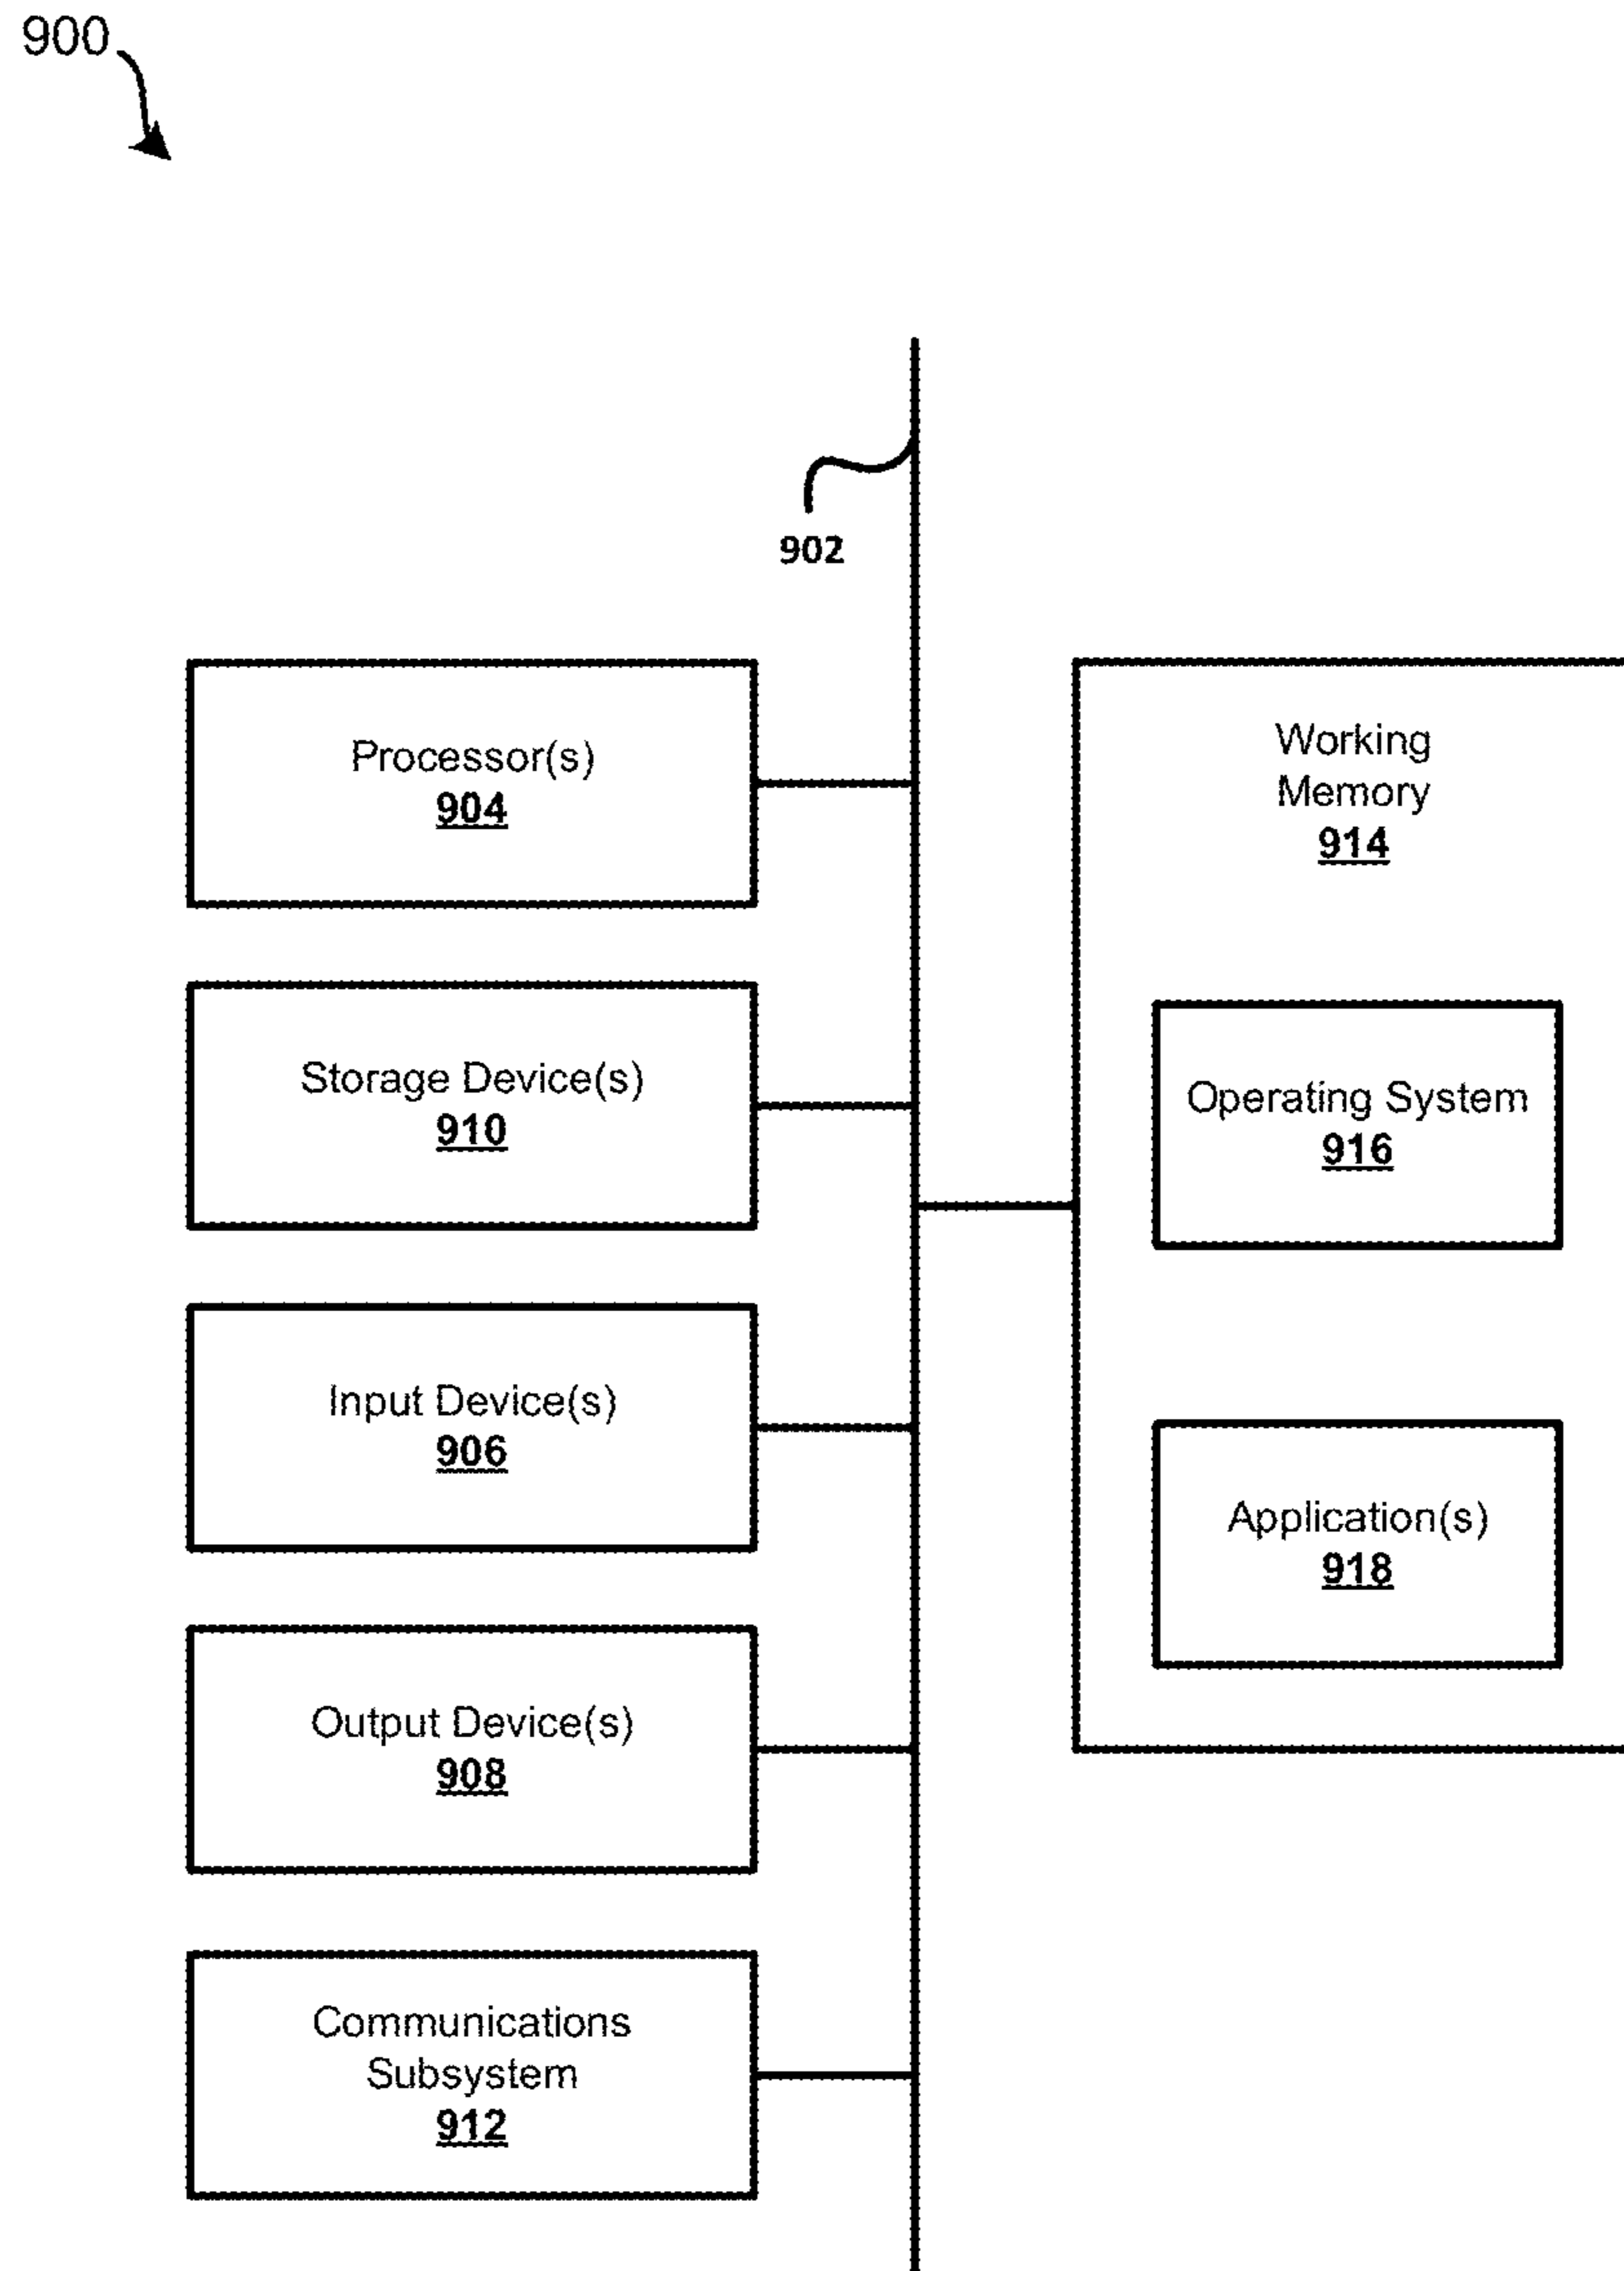 900
902
Processor(s)
904
Storage Device(s)
910
Input Device(s)
906
Output Device(s)
908
Communications
Subsystem
912
Working
Memory
914
Operating System
916
Application(s)
918